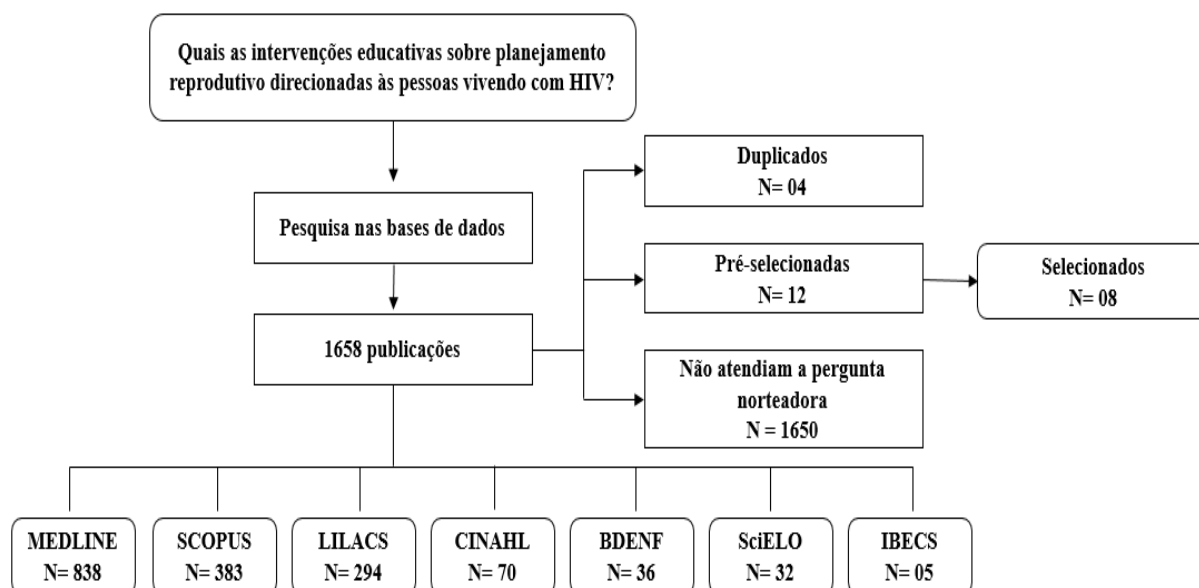 Quais as intervenções educativas sobre planejamento
reprodutivo direcionadas às pessoas vivendo com HIV?
Pesquisa nas bases de dados
1658 publicações
Duplicados
N= 04
Pré-selecionadas
N= 12
Selecionados
N= 08
Não atendiam a pergunta
norteadora
N = 1650
MEDLINE
N= 838
SCOPUS
N= 383
LILACS
N= 294
CINAHL
N= 70
BDENF
N= 36
SciELO
N= 32
IBECS
N= 05